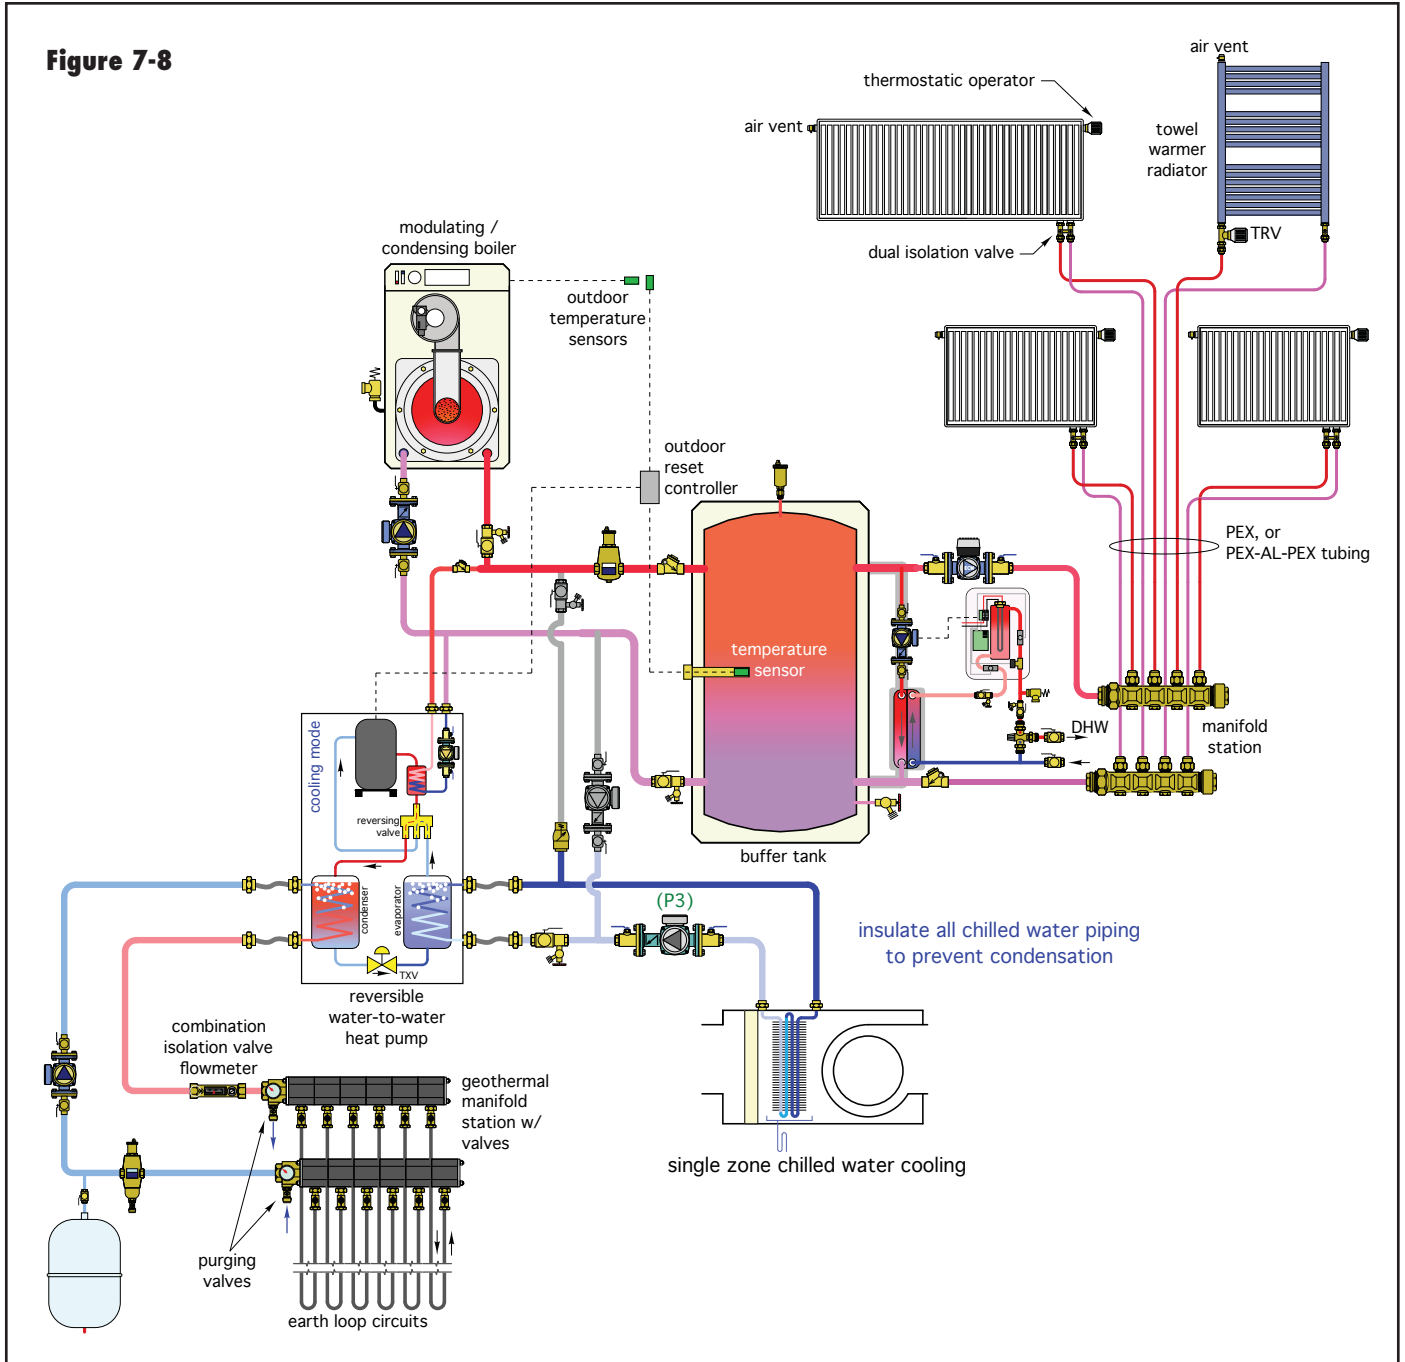 Figure 7-8
air vent
thermostatic operator
air vent
towel
warmer
radiator
TRV
dual isolation valve
modulating /
condensing boiler
outdoor
temperature
sensors
outdoor
reset
controller
PEX, or
PEX-AL-PEX tubing
temperature
sensor
cooling mode
DHW
manifold
station
reversing
valve
buffer tank
condenser
evaporator
(P3)
insulate all chilled water piping
to prevent condensation
TXV
reversible
water-to-water
heat pump
combination
isolation valve
flowmeter
geothermal
manifold
station w/
valves
single zone chilled water cooling
purging
valves
earth loop circuits